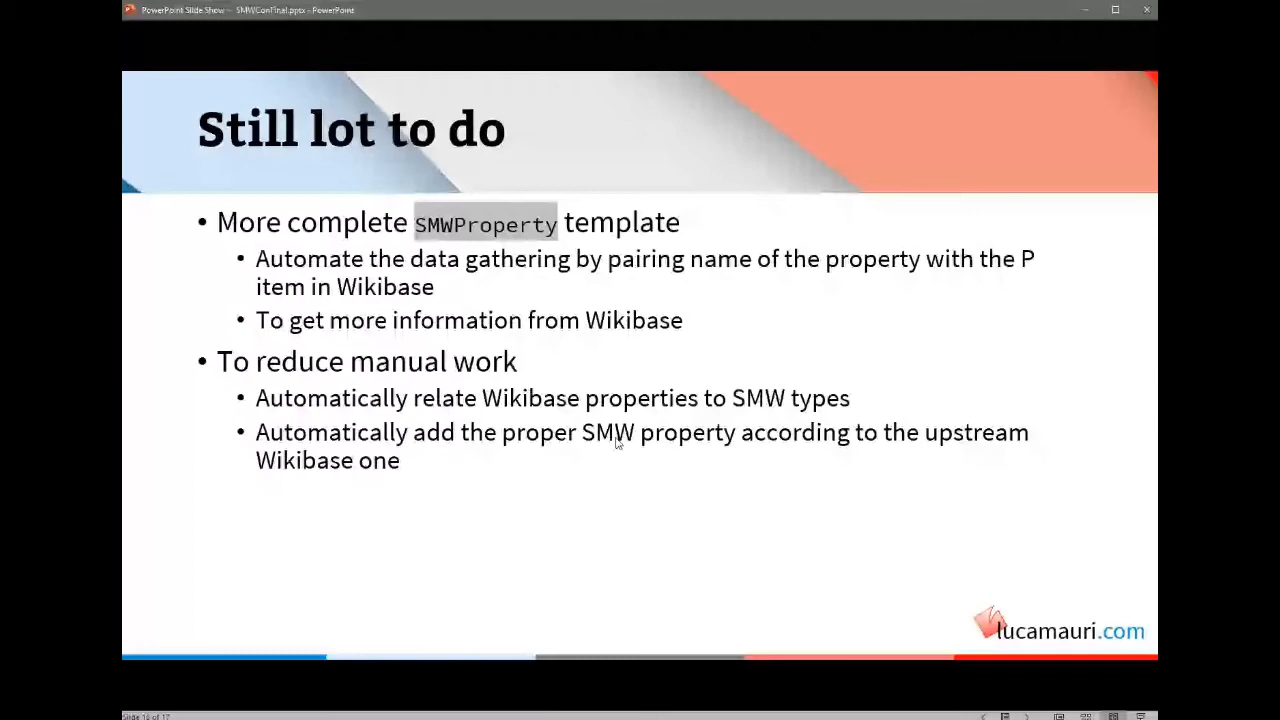 PowerPoint Slide Show - SMWConFinal.pptx - PowerPoint
Still lot to do
• More complete SMWProperty template
• Automate the data gathering by pairing name of the property with the P
item in Wikibase
• To get more information from Wikibase
• To reduce manual work
• Automatically relate Wikibase properties to SMW types
• Automatically add the proper SMW property according to the upstream
Wikibase one
lucamauri.com
Slide 16 of 17